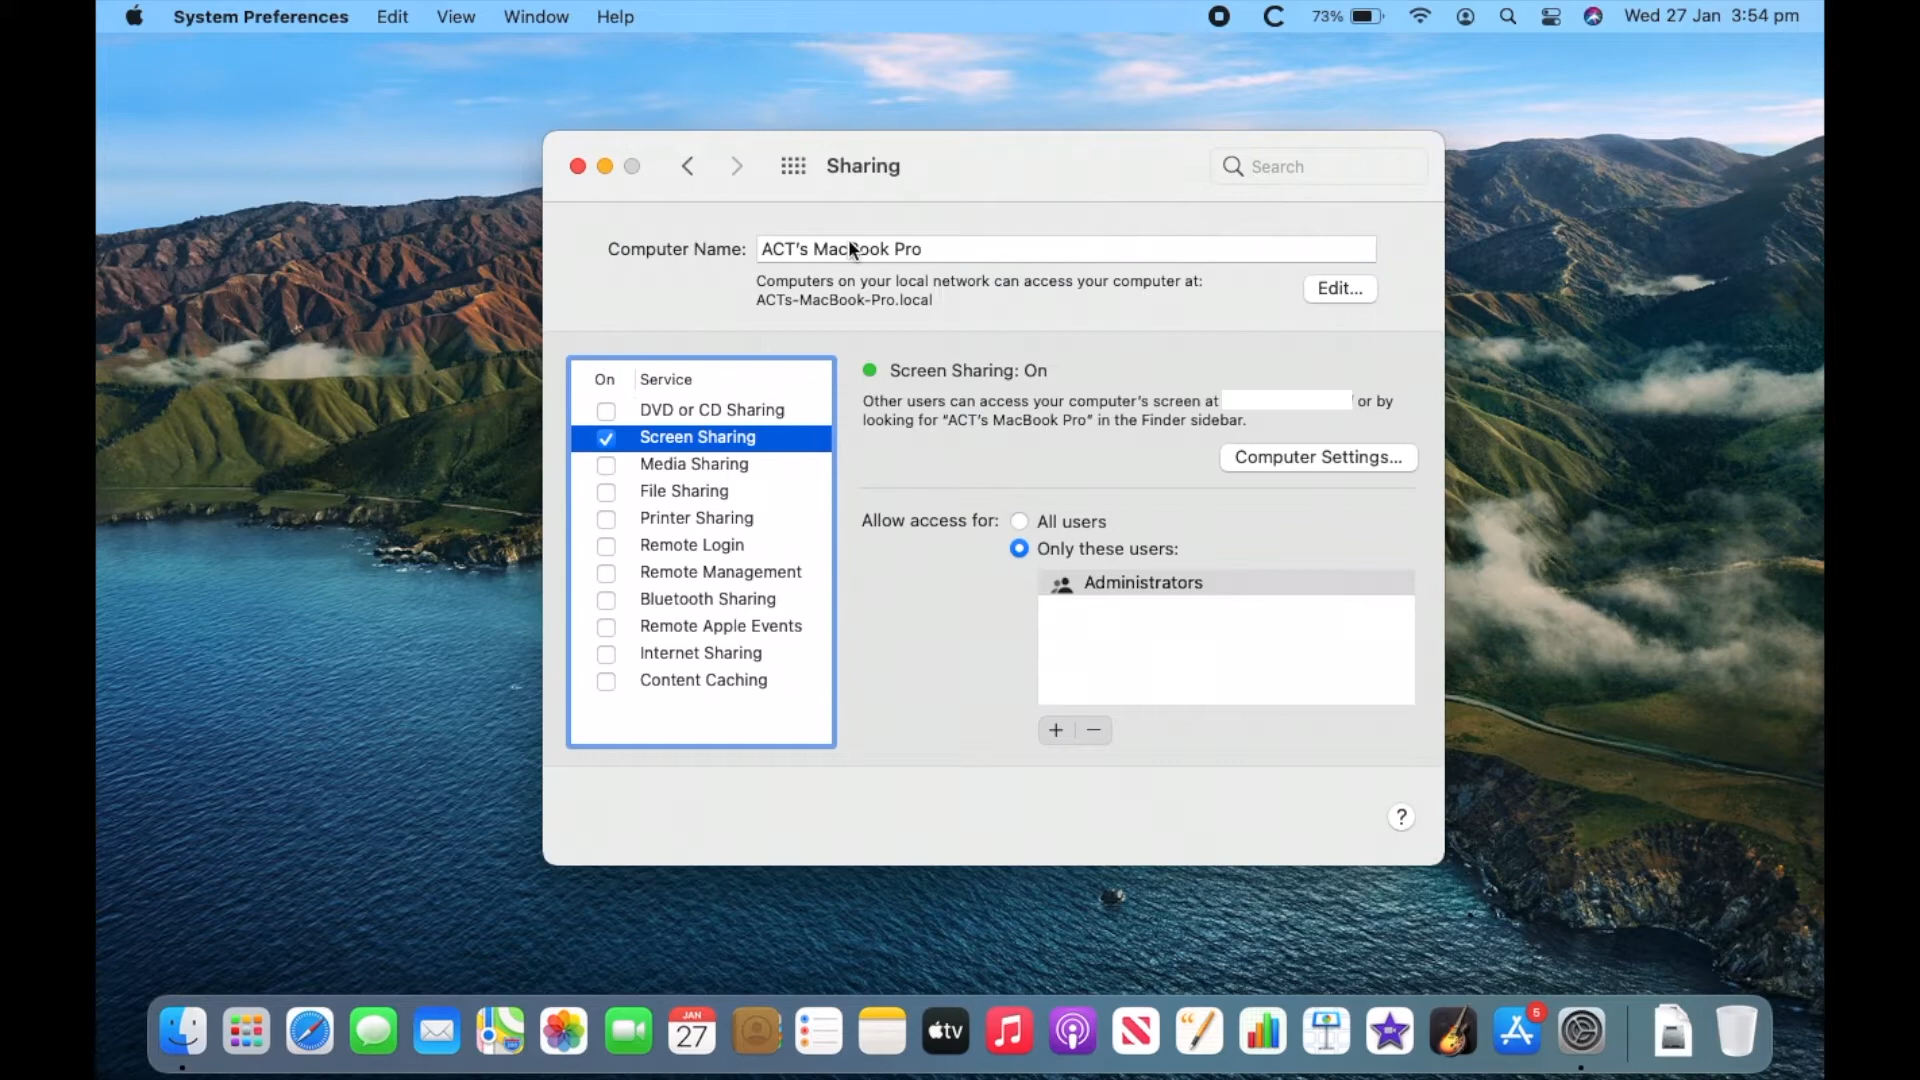 System Preferences Edit View Window Help 73% Wed 27 Jan 3:54 pm
Sharing
Search
Computer Name: ACT's MacBook Pro
Computers on your local network can access your computer at:
ACTs-MacBook-Pro.local
Edit...
On Service
DVD or CD Sharing
Screen Sharing
Media Sharing
File Sharing
Printer Sharing
Remote Login
Remote Management
Bluetooth Sharing
Remote Apple Events
Internet Sharing
Content Caching
Screen Sharing: On
Other users can access your computer's screen at or by
looking for “ACT's MacBook Pro” in the Finder sidebar.
Computer Settings...
Allow access for: All users
Only these users:
Administrators
?
JAN
27
tv
5